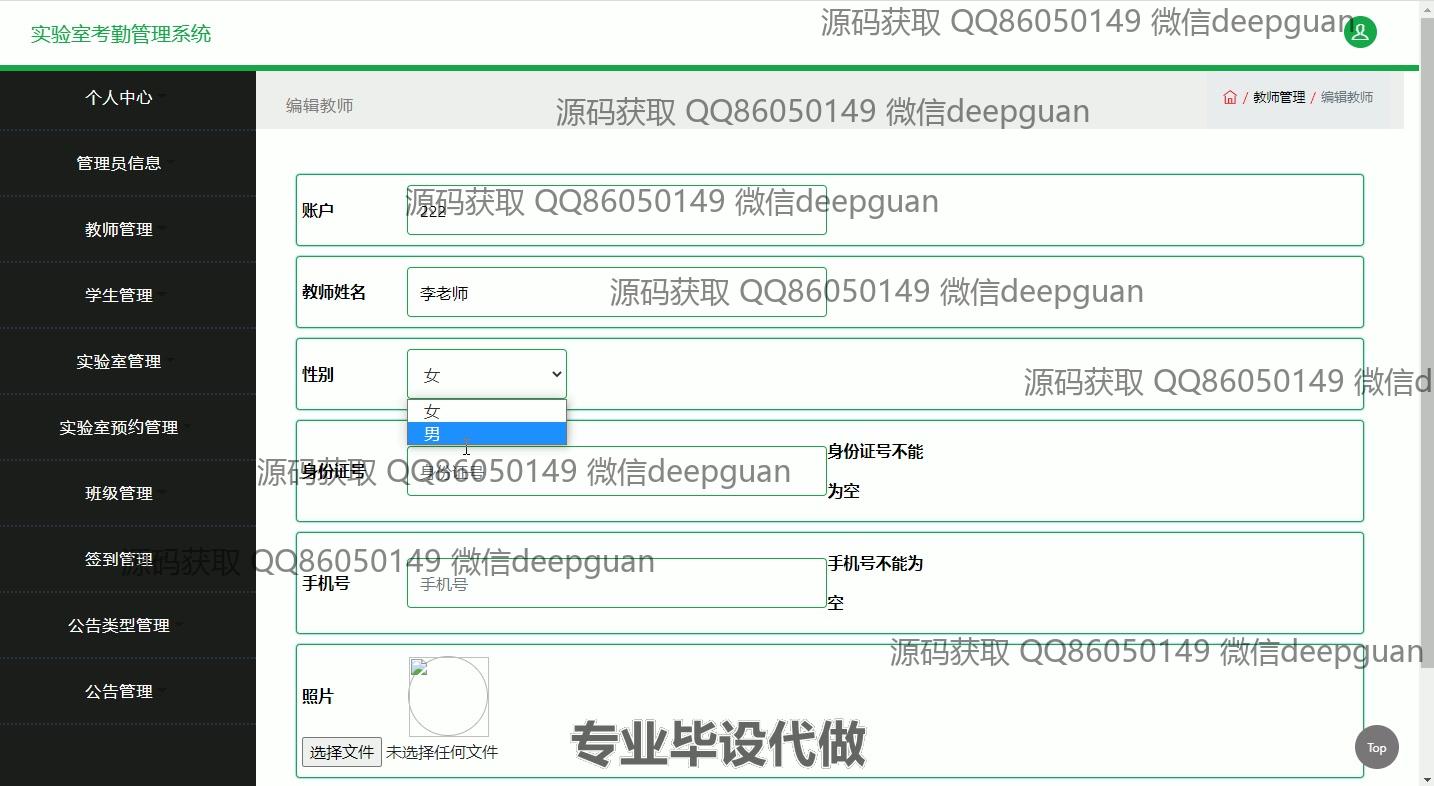 实验室考勤管理系统
源码获取 QQ86050149 微信deepguan
个人中心
编辑教师
源码获取 QQ86050149 微信deepguan
/ 教师管理 / 编辑教师
管理员信息
教师管理
学生管理
实验室管理
实验室预约管理
班级管理
签到管理
公告类型管理
公告管理
账户
222
源码获取 QQ86050149 微信deepguan
教师姓名
李老师
源码获取 QQ86050149 微信deepguan
性别
女
女
男
源码获取 QQ86050149 微信d
身份证号
身份证号
身份证号不能
为空
源码获取 QQ86050149 微信deepguan
手机号
手机号
手机号不能为
空
源码获取 QQ86050149 微信deepguan
源码获取 QQ86050149 微信deepguan
照片
选择文件 未选择任何文件
专业毕设代做
Top